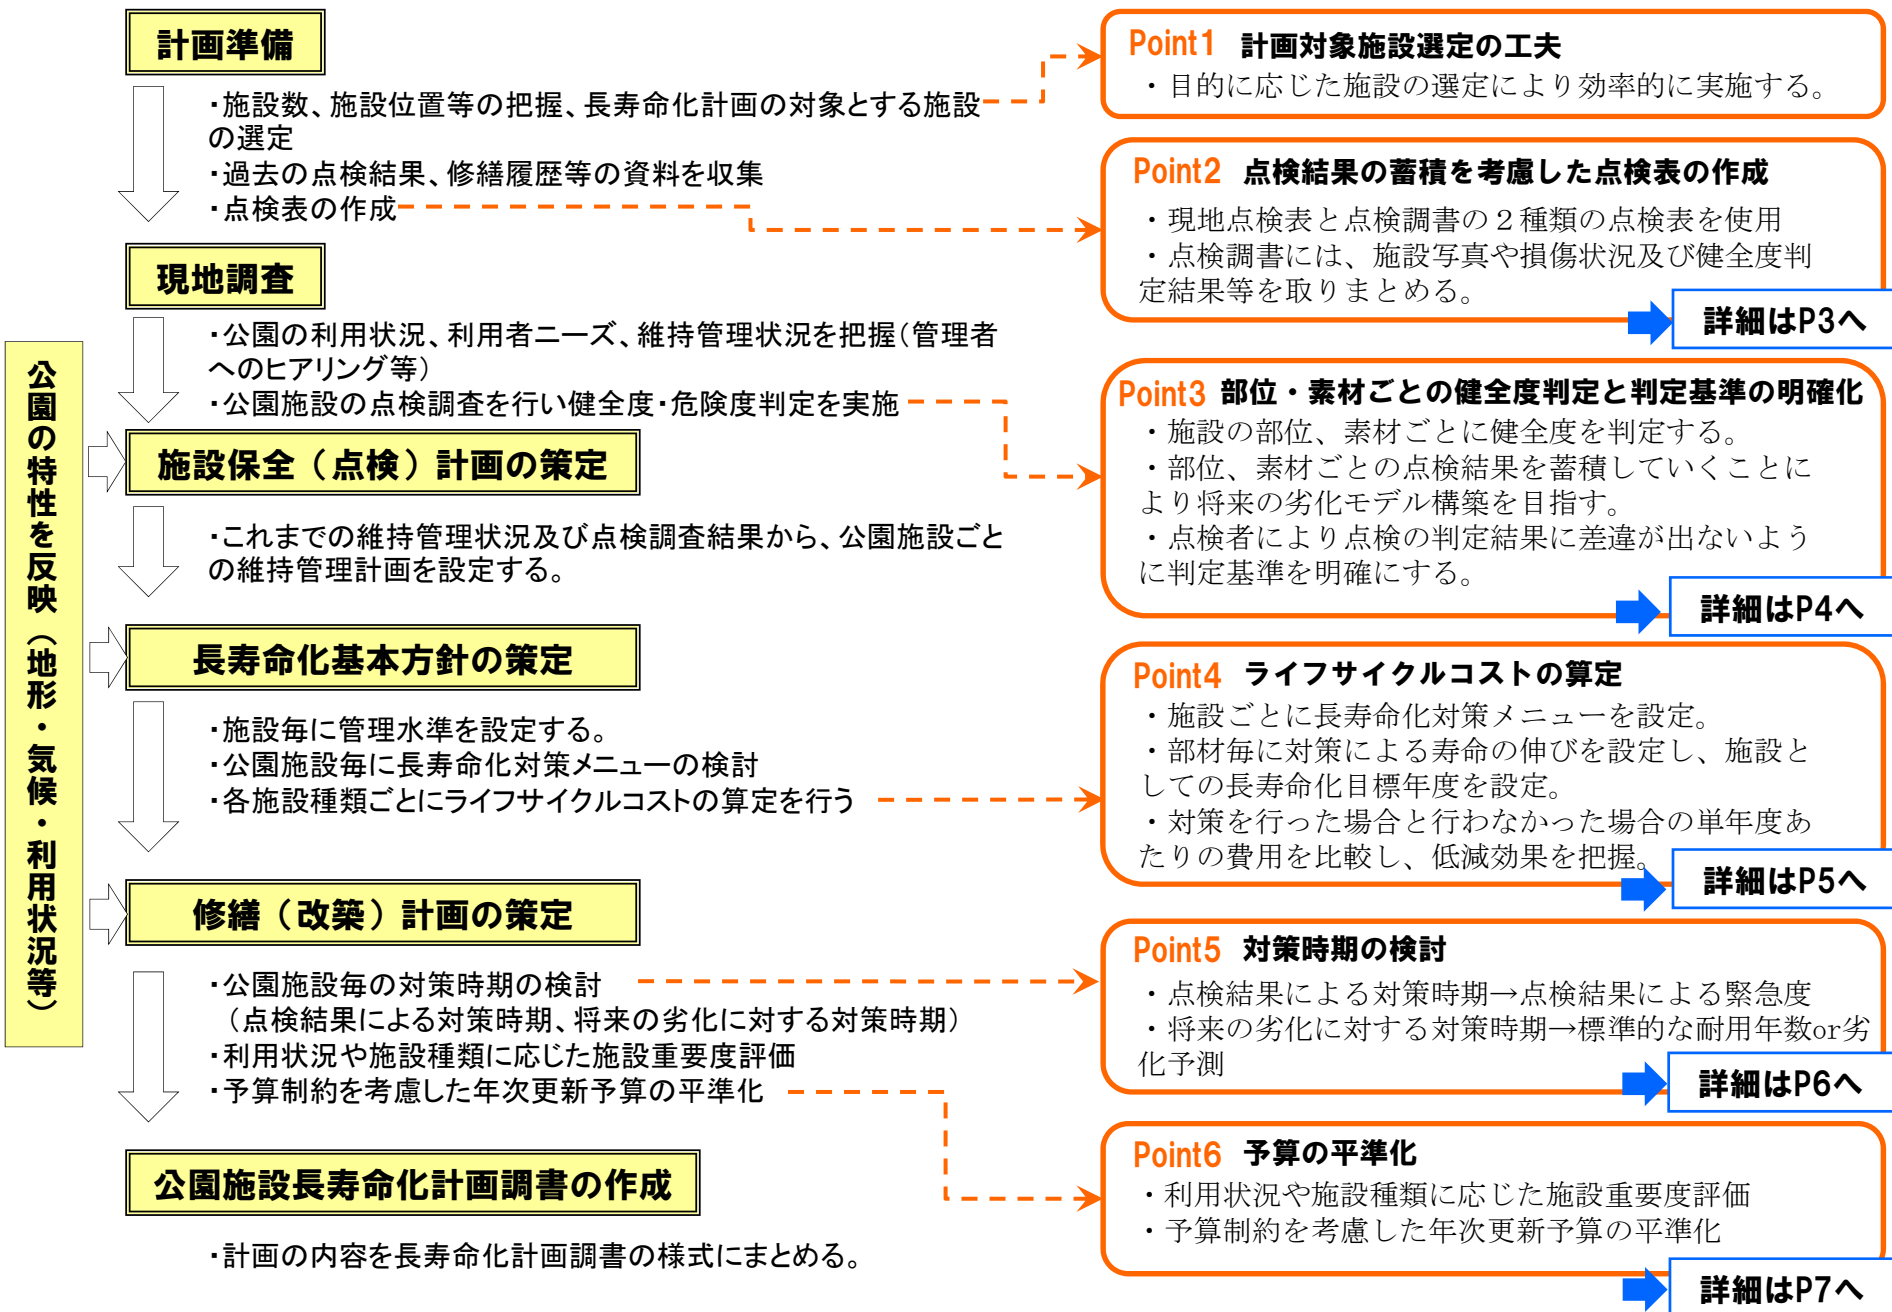 計画準備
・施設数、施設位置等の把握、長寿命化計画の対象とする施設
の選定
・過去の点検結果、修繕履歴等の資料を収集
・点検表の作成
現地調査
・公園の利用状況、利用者ニーズ、維持管理状況を把握（管理者
へのヒアリング等）
・公園施設の点検調査を行い健全度・危険度判定を実施
公園の特性を反映（地形・気候・利用状況等）
施設保全（点検）計画の策定
・これまでの維持管理状況及び点検調査結果から、公園施設ごと
の維持管理計画を設定する。
長寿命化基本方針の策定
・施設毎に管理水準を設定する。
・公園施設毎に長寿命化対策メニューの検討
・各施設種類ごとにライフサイクルコストの算定を行う
修繕（改築）計画の策定
・公園施設毎の対策時期の検討
（点検結果による対策時期、将来の劣化に対する対策時期）
・利用状況や施設種類に応じた施設重要度評価
・予算制約を考慮した年次更新予算の平準化
公園施設長寿命化計画調書の作成
・計画の内容を長寿命化計画調書の様式にまとめる。
Point1 計画対象施設選定の工夫
・目的に応じた施設の選定により効率的に実施する。
Point2 点検結果の蓄積を考慮した点検表の作成
・現地点検表と点検調書の２種類の点検表を使用
・点検調書には、施設写真や損傷状況及び健全度判
定結果等を取りまとめる。
詳細はP3へ
Point3 部位・素材ごとの健全度判定と判定基準の明確化
・施設の部位、素材ごとに健全度を判定する。
・部位、素材ごとの点検結果を蓄積していくことに
より将来の劣化モデル構築を目指す。
・点検者により点検の判定結果に差違が出ないよう
に判定基準を明確にする。
詳細はP4へ
Point4 ライフサイクルコストの算定
・施設ごとに長寿命化対策メニューを設定。
・部材毎に対策による寿命の伸びを設定し、施設と
しての長寿命化目標年度を設定。
・対策を行った場合と行わなかった場合の単年度あ
たりの費用を比較し、低減効果を把握。
詳細はP5へ
Point5 対策時期の検討
・点検結果による対策時期→点検結果による緊急度
・将来の劣化に対する対策時期→標準的な耐用年数or劣
化予測
詳細はP6へ
Point6 予算の平準化
・利用状況や施設種類に応じた施設重要度評価
・予算制約を考慮した年次更新予算の平準化
詳細はP7へ